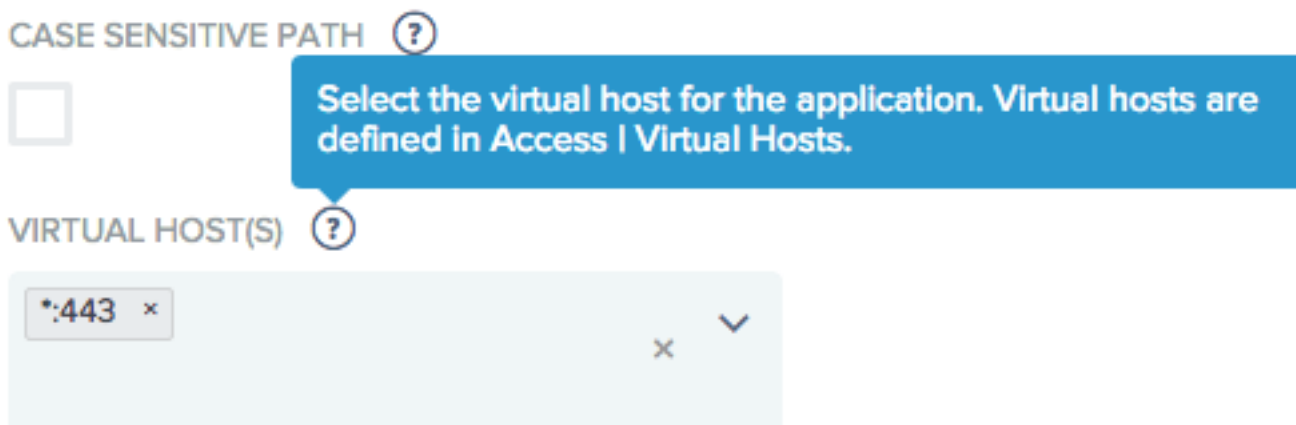 CASE SENSITIVE PATH ?
Select the virtual host for the application. Virtual hosts are
defined in Access | Virtual Hosts.
VIRTUAL HOST(S) ?
*:443 ×
×